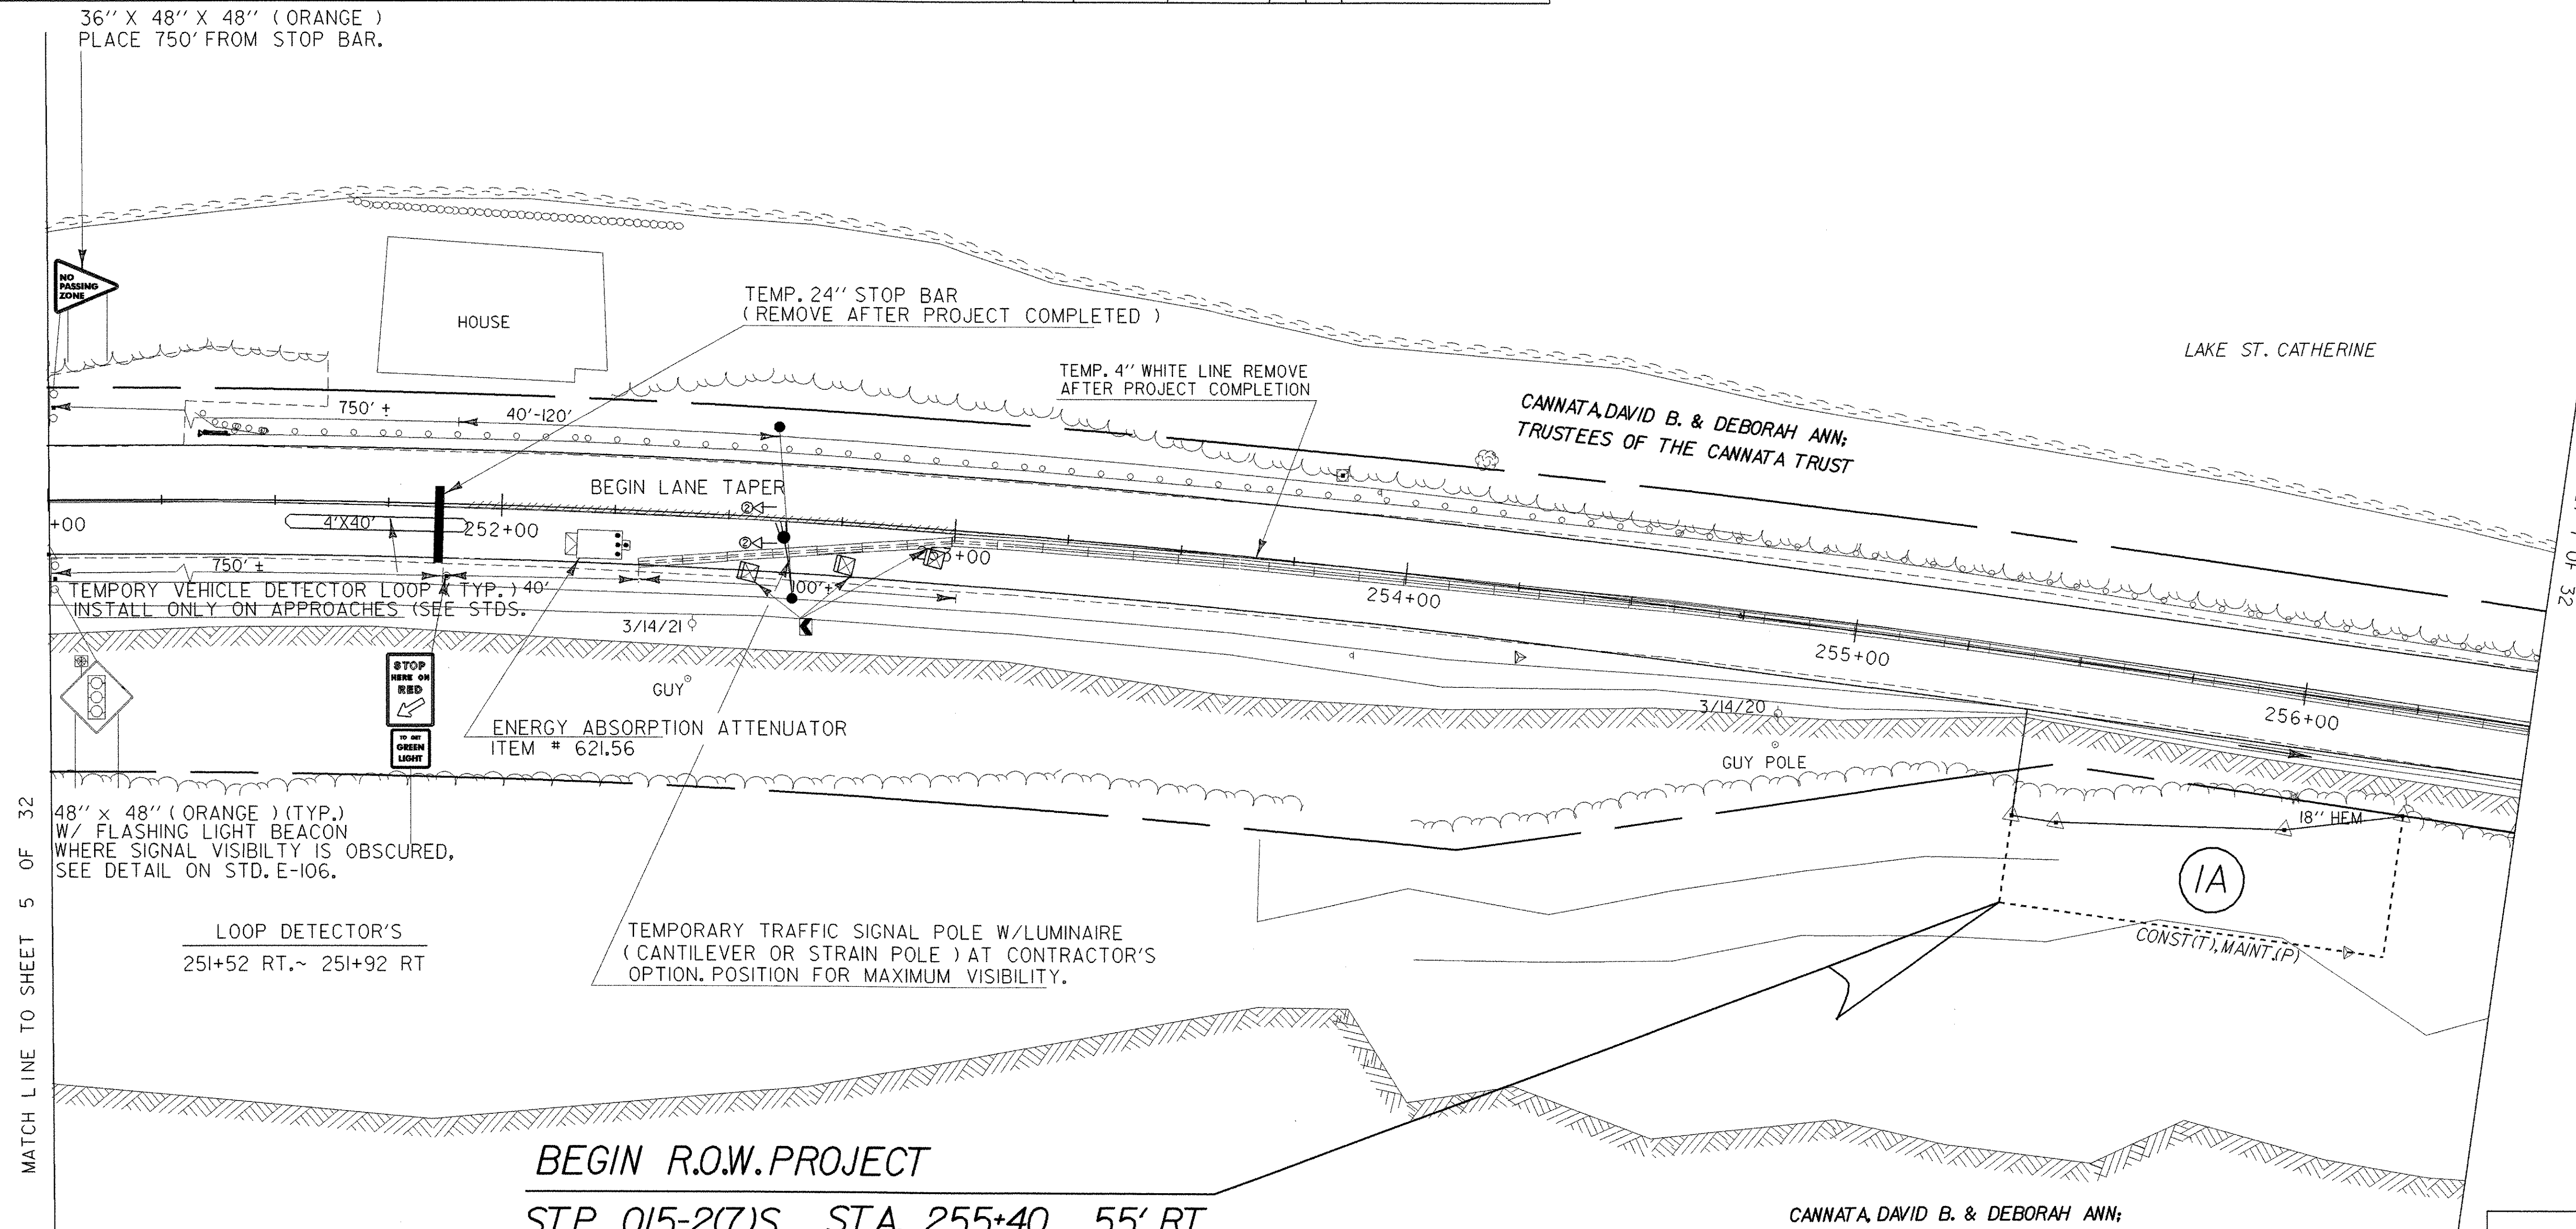 36" X 48" X 48" ( ORANGE )
PLACE 750' FROM STOP BAR.
NO
PASSING
ZONE
HOUSE
TEMP. 24" STOP BAR
( REMOVE AFTER PROJECT COMPLETED )
TEMP. 4" WHITE LINE REMOVE
AFTER PROJECT COMPLETION
LAKE ST. CATHERINE
CANNATA, DAVID B. & DEBORAH ANN;
TRUSTEES OF THE CANNATA TRUST
750' ±
40'-120'
BEGIN LANE TAPER
2
2
+00
4'X40'
252+00
3+00
254+00
255+00
256+00
750' ±
40'
00'±
TEMPORY VEHICLE DETECTOR LOOP ( TYP. )
INSTALL ONLY ON APPROACHES (SEE STDS.
3/14/21
3/14/20
GUY
GUY POLE
STOP
HERE ON
RED
TO GET
GREEN
LIGHT
ENERGY ABSORPTION ATTENUATOR
ITEM # 621.56
48" x 48" ( ORANGE ) (TYP.)
W/ FLASHING LIGHT BEACON
WHERE SIGNAL VISIBILTY IS OBSCURED,
SEE DETAIL ON STD. E-106.
18" HEM
1A
CONST(T), MAINT.(P)
LOOP DETECTOR'S
251+52 RT.~ 251+92 RT
TEMPORARY TRAFFIC SIGNAL POLE W/LUMINAIRE
( CANTILEVER OR STRAIN POLE ) AT CONTRACTOR'S
OPTION. POSITION FOR MAXIMUM VISIBILITY.
MATCH LINE TO SHEET 5 OF 32
OF 32
BEGIN R.O.W. PROJECT
STP 015-2(7)S STA. 255+40 55' RT
CANNATA, DAVID B. & DEBORAH ANN;